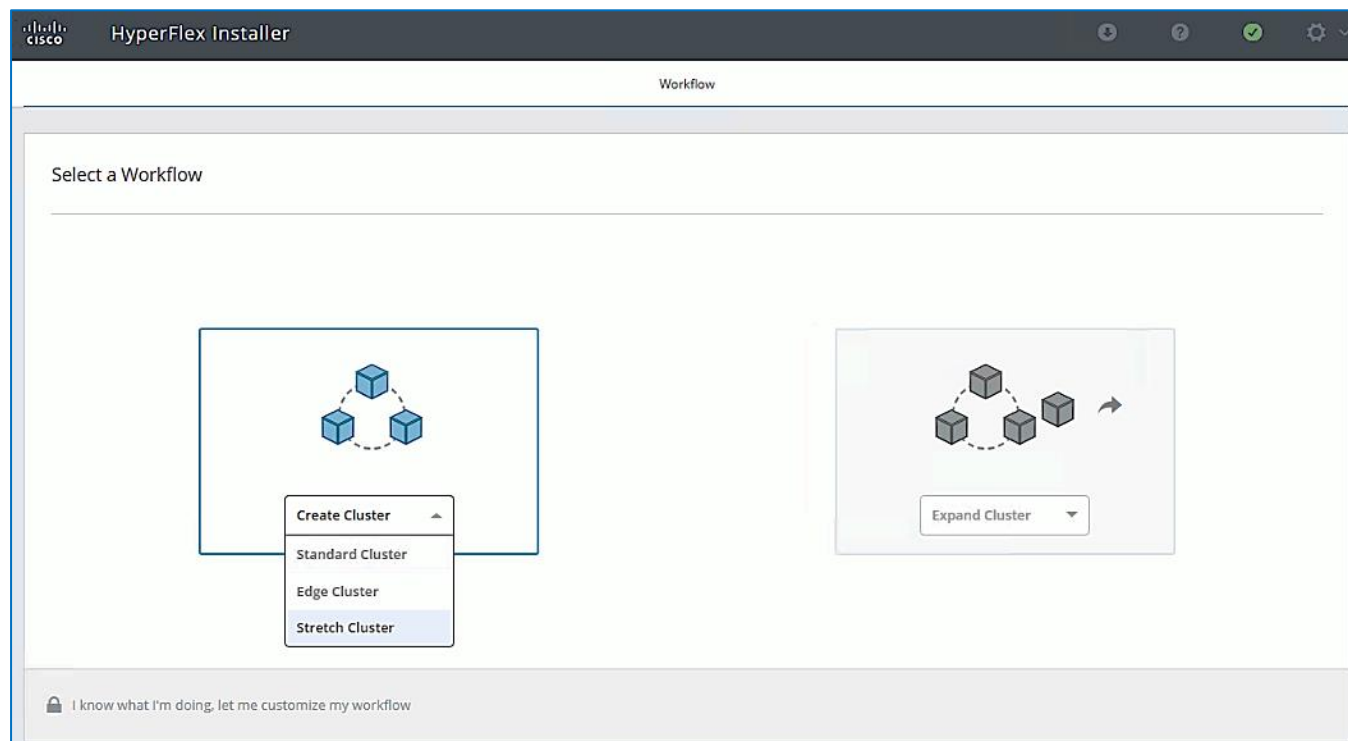 cisco HyperFlex Installer
Workflow
Select a Workflow
Create Cluster
Standard Cluster
Edge Cluster
Stretch Cluster
Expand Cluster
I know what I'm doing, let me customize my workflow